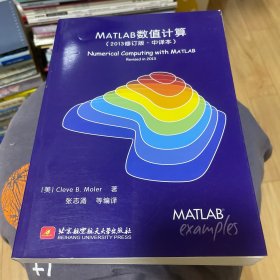 MATLAB数值计算
(2013修订版·中译本)
Numerical Computing with MATLAB
Revised in 2013
[美] Cleve B. Moler 著
张志涌 等编译
MATLAB
examples
北京航空航天大学出版社
BEIHANG UNIVERSITY PRESS